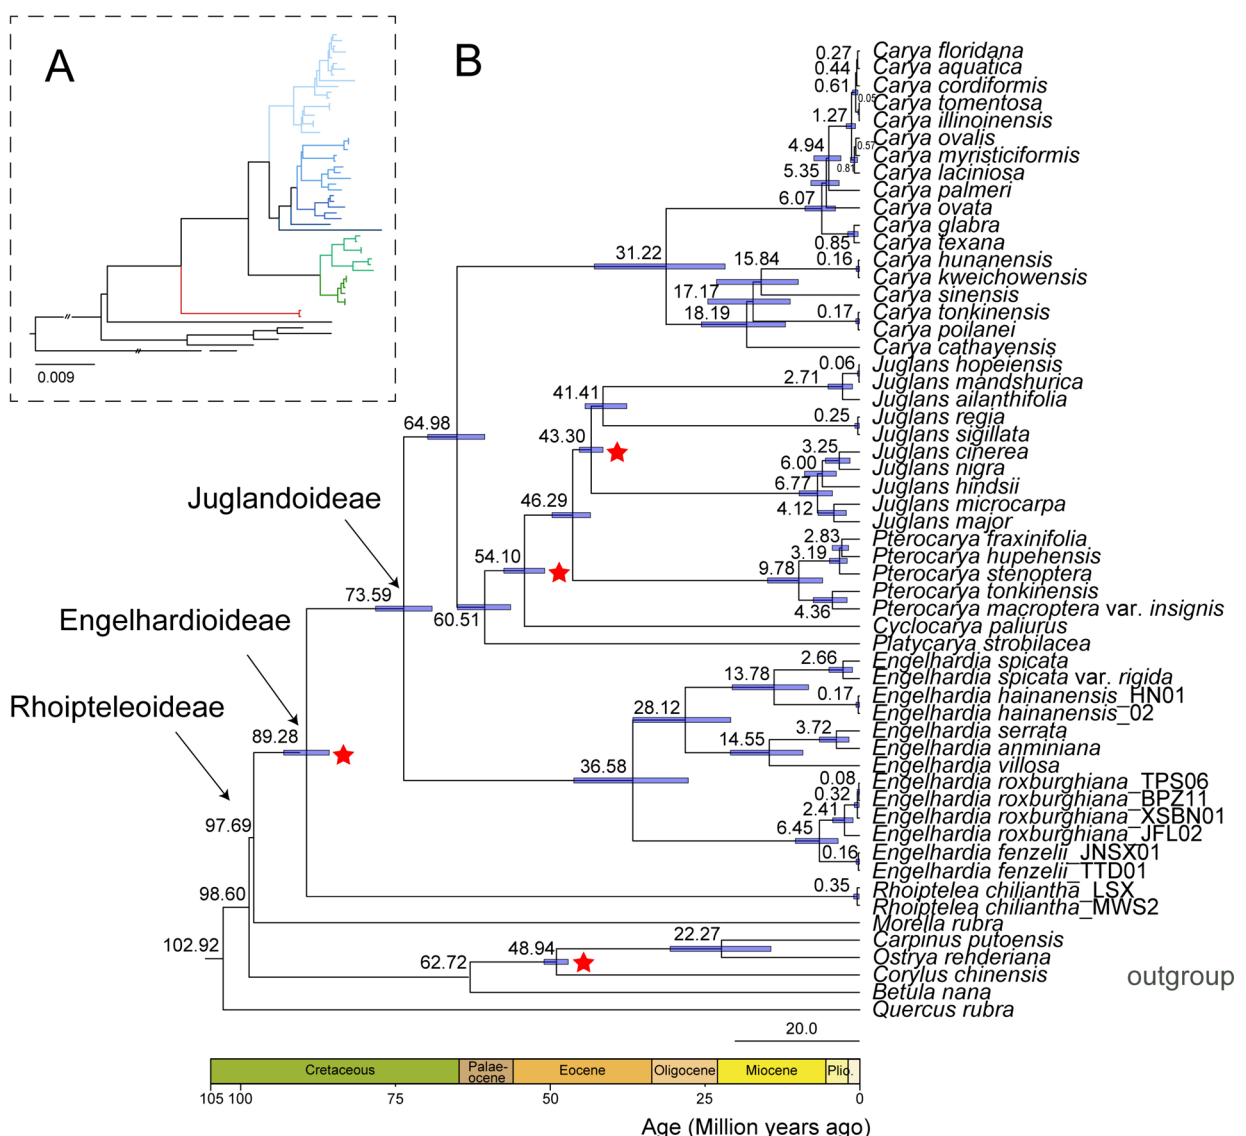 A
0.009
B
0.27
Carya floridana
0.44
Carya aquatica
0.61
Carya cordiformis
0.05
Carya tomentosa
1.27
Carya illinoinensis
Carya ovalis
0.57
4.94
Carya myristiciformis
0.81
Carya laciniosa
5.35
Carya palmeri
6.07
Carya ovata
Carya glabra
0.85
Carya texana
31.22
15.84
0.16
Carya hunanensis
Carya kweichowensis
17.17
Carya sinensis
18.19
0.17
Carya tonkinensis
Carya poilanei
Carya cathayensis
0.06
Juglans hopeiensis
2.71
Juglans mandshurica
41.41
Juglans ailanthifolia
0.25
Juglans regia
64.98
43.30
Juglans sigillata
3.25
Juglans cinerea
6.00
Juglans nigra
6.77
Juglans hindsii
Juglandoideae
46.29
4.12
Juglans microcarpa
Juglans major
2.83
Pterocarya fraxinifolia
54.10
3.19
Pterocarya hupehensis
9.78
Pterocarya stenoptera
73.59
Pterocarya tonkinensis
60.51
4.36
Pterocarya macroptera var. insignis
Engelhardioideae
Cyclocarya paliurus
Platycarya strobilacea
2.66
Engelhardia spicata
13.78
Engelhardia spicata var. rigida
0.17
Engelhardia hainanensis_HN01
Rhoipteleoideae
28.12
Engelhardia hainanensis_02
3.72
Engelhardia serrata
89.28
14.55
Engelhardia anminiana
Engelhardia villosa
36.58
0.08
Engelhardia roxburghiana_TPS06
0.32
Engelhardia roxburghiana_BPZ11
2.41
Engelhardia roxburghiana_XSBN01
97.69
6.45
Engelhardia roxburghiana_JFL02
0.16
Engelhardia fenzelii_JNSX01
Engelhardia fenzelii_TTD01
98.60
0.35
Rhoiptelea chiliantha_LSX
Rhoiptelea chiliantha_MWS2
Morella rubra
102.92
22.27
Carpinus putoensis
48.94
Ostrya rehderiana
62.72
Corylus chinensis
outgroup
Betula nana
Quercus rubra
20.0
Cretaceous
Palae-
ocene
Eocene
Oligocene
Miocene
Plio.
105 100 75 50 25 0
Age (Million years ago)